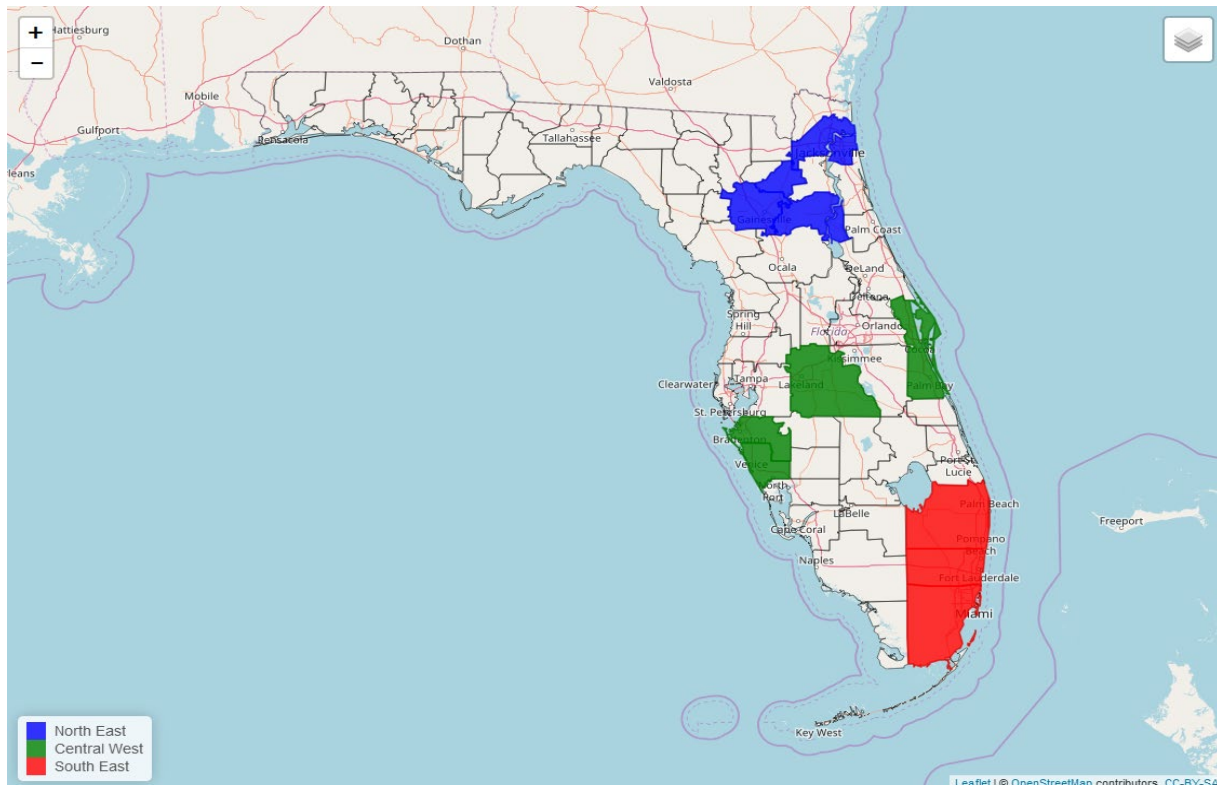 +
−
Hattiesburg
Dothan
Valdosta
Mobile
Gulfport
Pensacola
Tallahassee
Jacksonville
Gainesville
Palm Coast
Ocala
DeLand
Deltona
Spring
Hill
Florida
Orlando
Cocoa
Kissimmee
Clearwater
Tampa
Lakeland
Palm Bay
St. Petersburg
Bradenton
Venice
North
Port
Port St.
Lucie
Palm Beach
LaBelle
Cape Coral
Freeport
Pompano
Beach
Naples
Fort Lauderdale
Miami
Key West
North East
Central West
South East
Leaflet | © OpenStreetMap contributors, CC-BY-SA